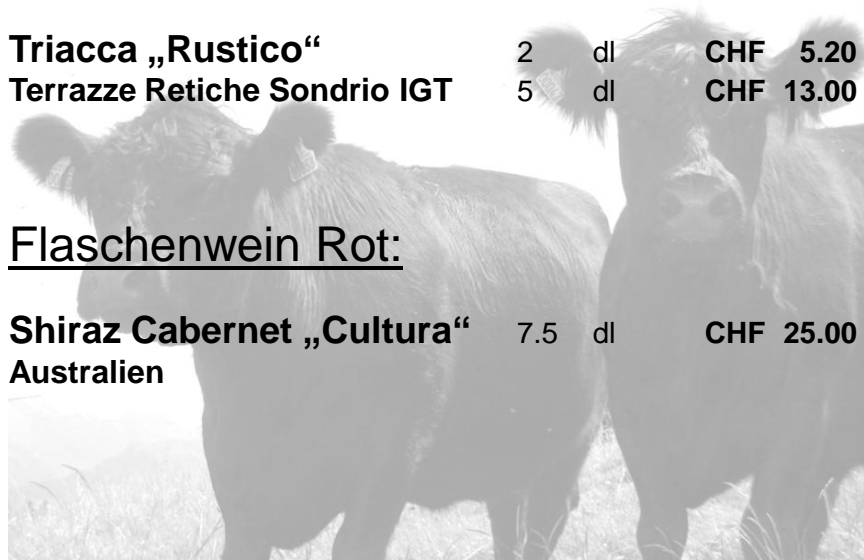 Triacca „Rustico“ 2 dl CHF 5.20
Terrazze Retiche Sondrio IGT 5 dl CHF 13.00
Flaschenwein Rot:
Shiraz Cabernet „Cultura“ 7.5 dl CHF 25.00
Australien